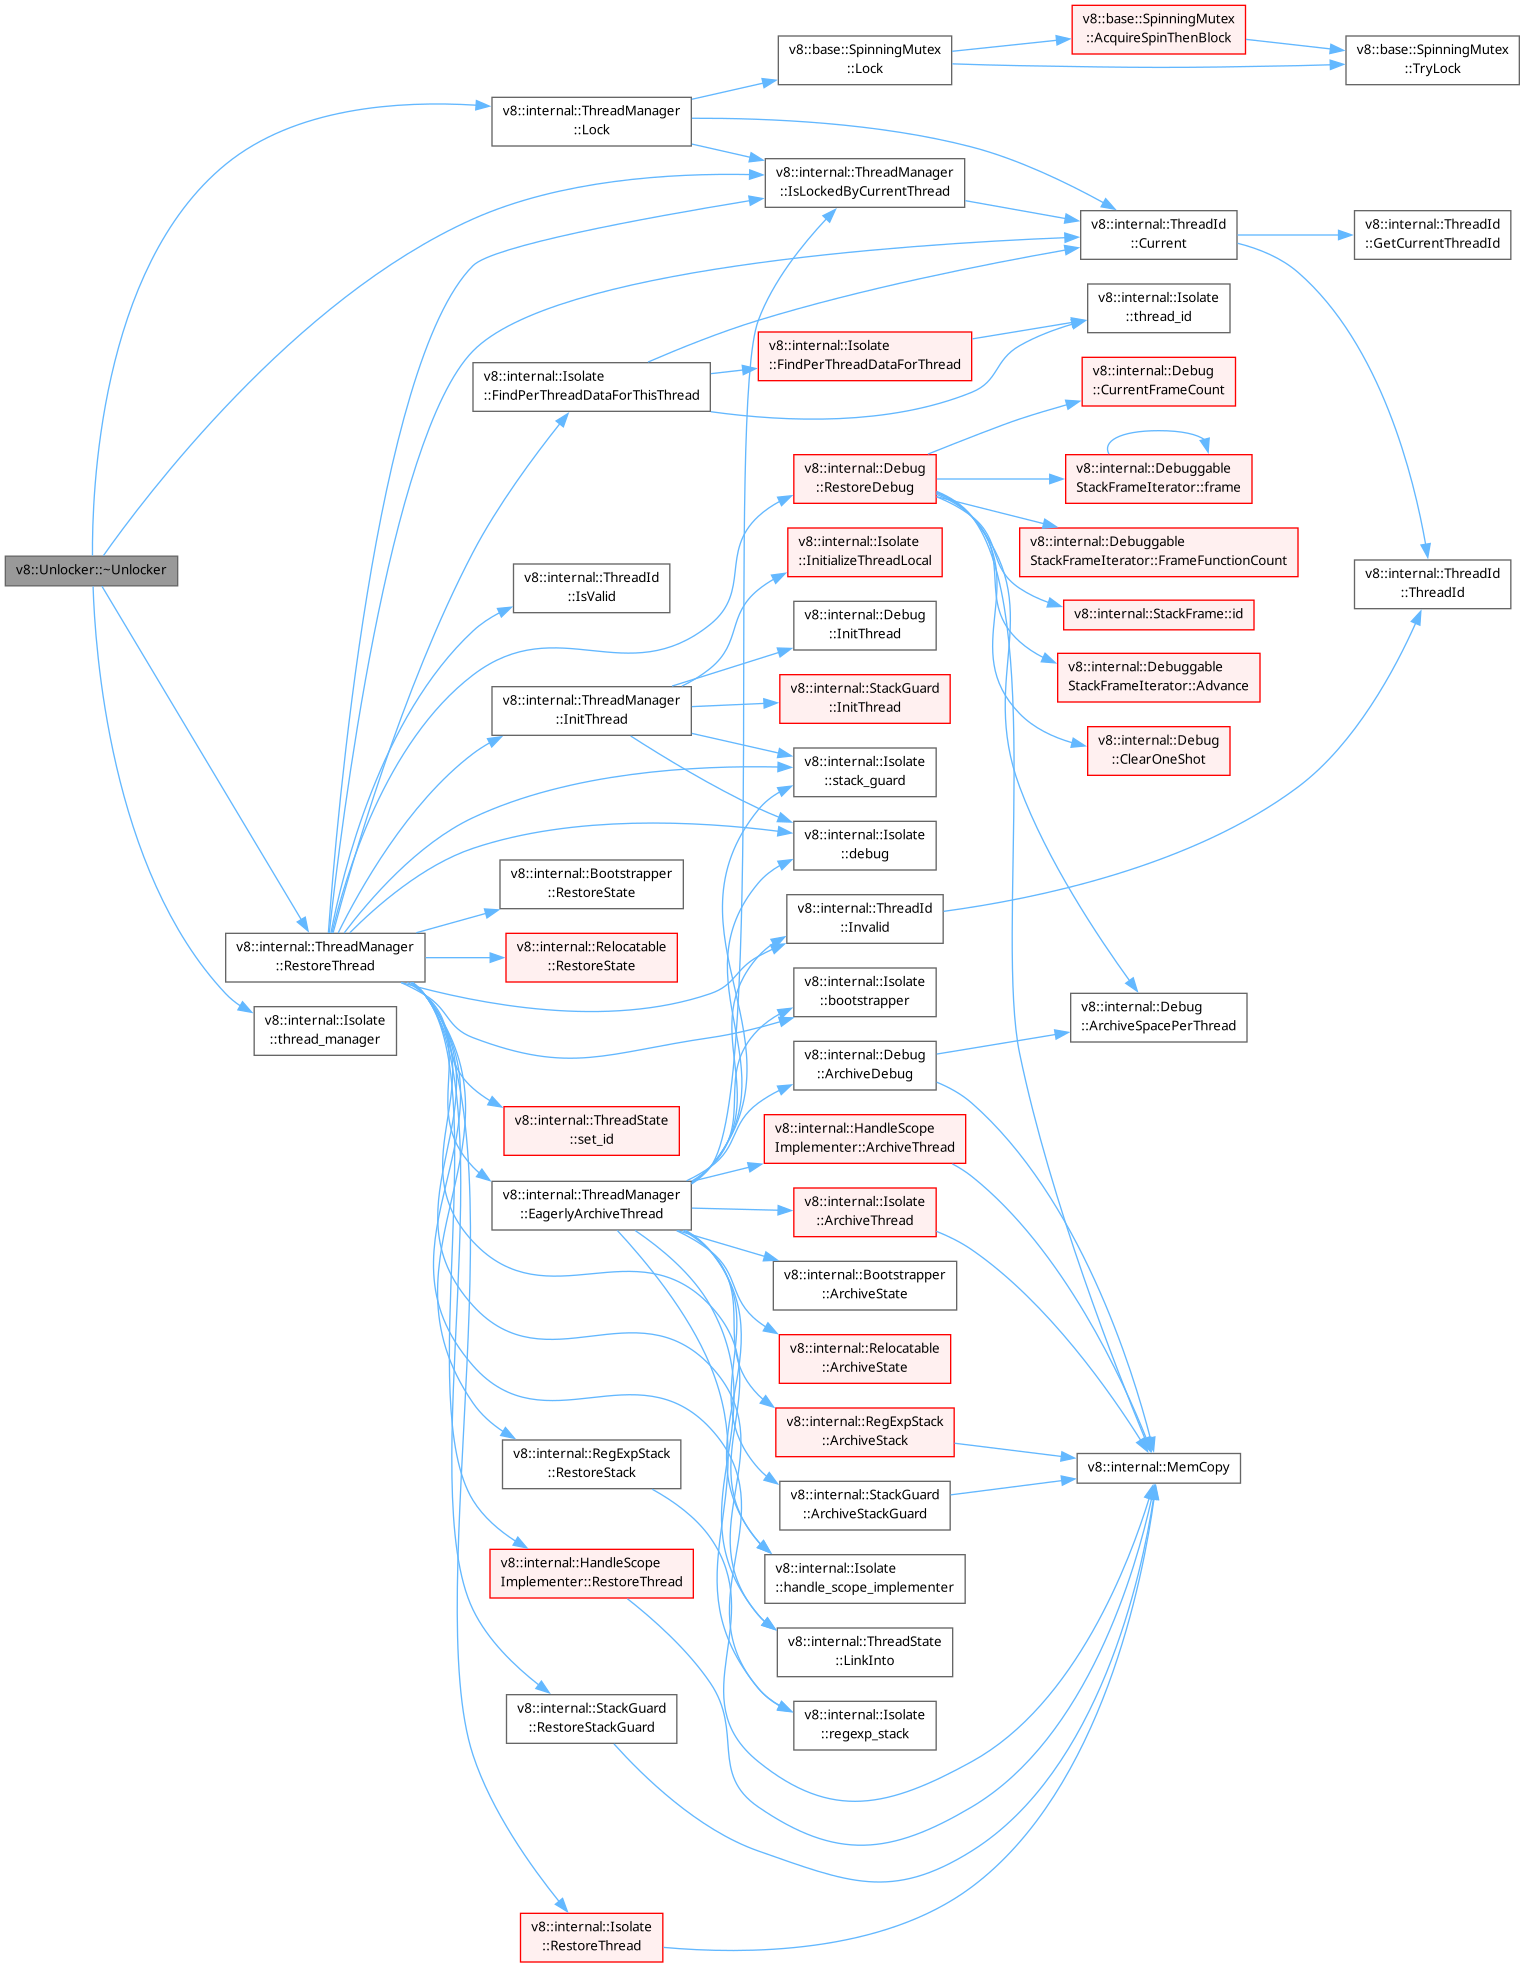 v8::Unlocker::~Unlocker
v8::internal::ThreadManager
::Lock
v8::base::SpinningMutex
::Lock
v8::base::SpinningMutex
::AcquireSpinThenBlock
v8::base::SpinningMutex
::TryLock
v8::internal::ThreadManager
::IsLockedByCurrentThread
v8::internal::ThreadId
::Current
v8::internal::ThreadId
::GetCurrentThreadId
v8::internal::Isolate
::thread_id
v8::internal::Isolate
::FindPerThreadDataForThisThread
v8::internal::Isolate
::FindPerThreadDataForThread
v8::internal::Debug
::CurrentFrameCount
v8::internal::Debug
::RestoreDebug
v8::internal::Debuggable
StackFrameIterator::frame
v8::internal::Debuggable
StackFrameIterator::FrameFunctionCount
v8::internal::ThreadId
::ThreadId
v8::internal::ThreadId
::IsValid
v8::internal::Isolate
::InitializeThreadLocal
v8::internal::StackFrame::id
v8::internal::Debug
::InitThread
v8::internal::Debuggable
StackFrameIterator::Advance
v8::internal::ThreadManager
::InitThread
v8::internal::StackGuard
::InitThread
v8::internal::Debug
::ClearOneShot
v8::internal::Isolate
::stack_guard
v8::internal::Isolate
::debug
v8::internal::Bootstrapper
::RestoreState
v8::internal::ThreadId
::Invalid
v8::internal::ThreadManager
::RestoreThread
v8::internal::Relocatable
::RestoreState
v8::internal::Isolate
::bootstrapper
v8::internal::Debug
::ArchiveSpacePerThread
v8::internal::Isolate
::thread_manager
v8::internal::Debug
::ArchiveDebug
v8::internal::ThreadState
::set_id
v8::internal::HandleScope
Implementer::ArchiveThread
v8::internal::ThreadManager
::EagerlyArchiveThread
v8::internal::Isolate
::ArchiveThread
v8::internal::Bootstrapper
::ArchiveState
v8::internal::Relocatable
::ArchiveState
v8::internal::RegExpStack
::ArchiveStack
v8::internal::RegExpStack
::RestoreStack
v8::internal::MemCopy
v8::internal::StackGuard
::ArchiveStackGuard
v8::internal::HandleScope
Implementer::RestoreThread
v8::internal::Isolate
::handle_scope_implementer
v8::internal::ThreadState
::LinkInto
v8::internal::StackGuard
::RestoreStackGuard
v8::internal::Isolate
::regexp_stack
v8::internal::Isolate
::RestoreThread